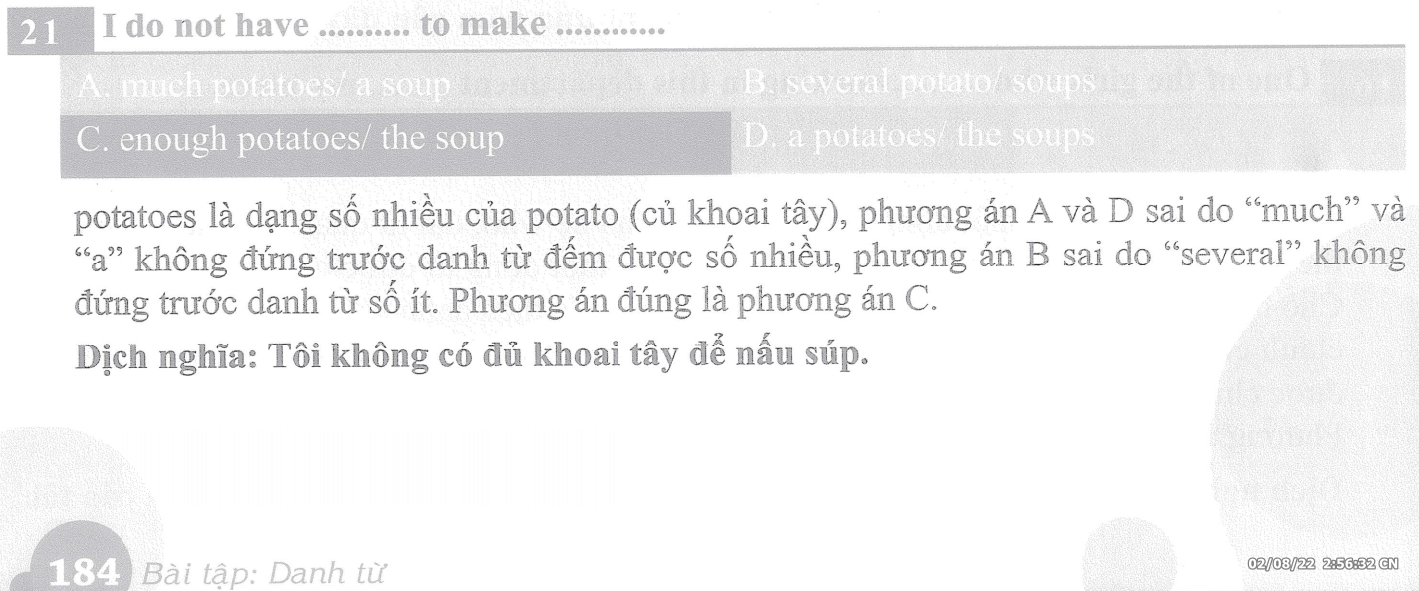 21 I do not have .......... to make ............
A. much potatoes/ a soup B. several potato/ soups
C. enough potatoes/ the soup D. a potatoes/ the soups
potatoes là dạng số nhiều của potato (củ khoai tây), phương án A và D sai do “much” và
“a” không đứng trước danh từ đếm được số nhiều, phương án B sai do “several” không
đứng trước danh từ số ít. Phương án đúng là phương án C.
Dịch nghĩa: Tôi không có đủ khoai tây để nấu súp.
184 Bài tập: Danh từ
02/08/22 2:56:32 CN